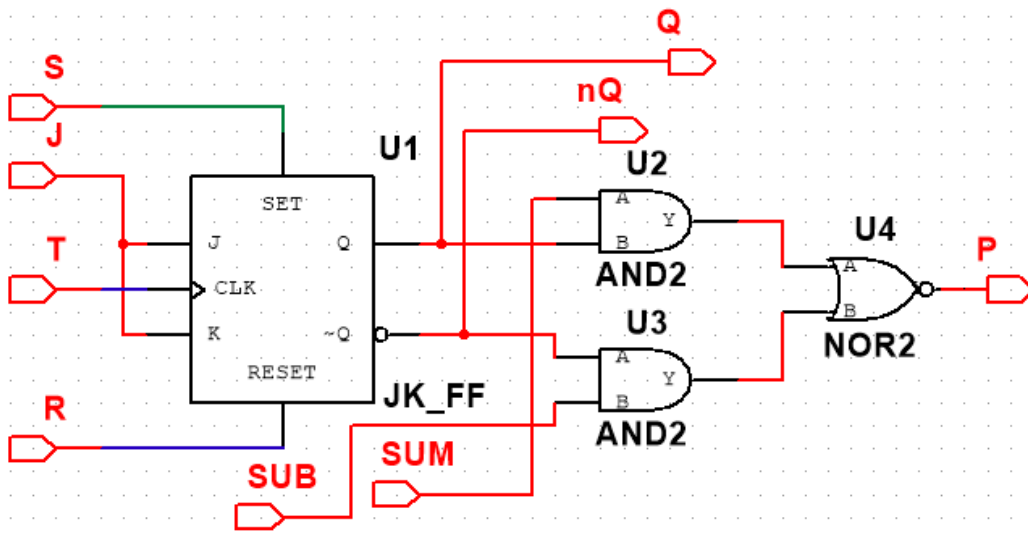 Q
S
nQ
J
U1
U2
SET
A
Y
J
Q
B
U4
T
P
CLK
AND2
A
U3
B
K
~Q
A
NOR2
Y
RESET
B
R
JK_FF
AND2
SUM
SUB